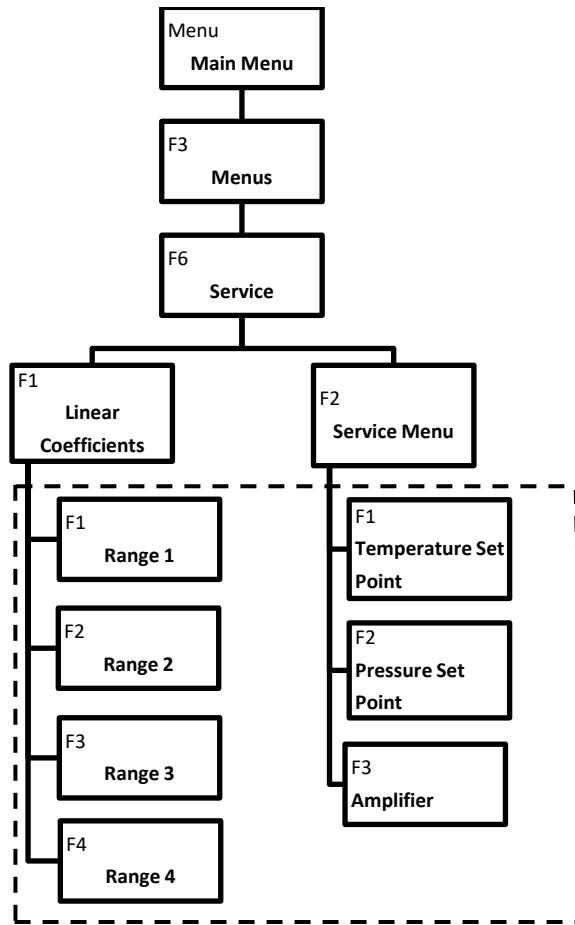 Menu
Main Menu
F3
Menus
F6
Service
F1
Linear
Coefficients
F2
Service Menu
F1
Range 1
F2
Range 2
F3
Range 3
F4
Range 4
F1
Temperature Set
Point
F2
Pressure Set
Point
F3
Amplifier